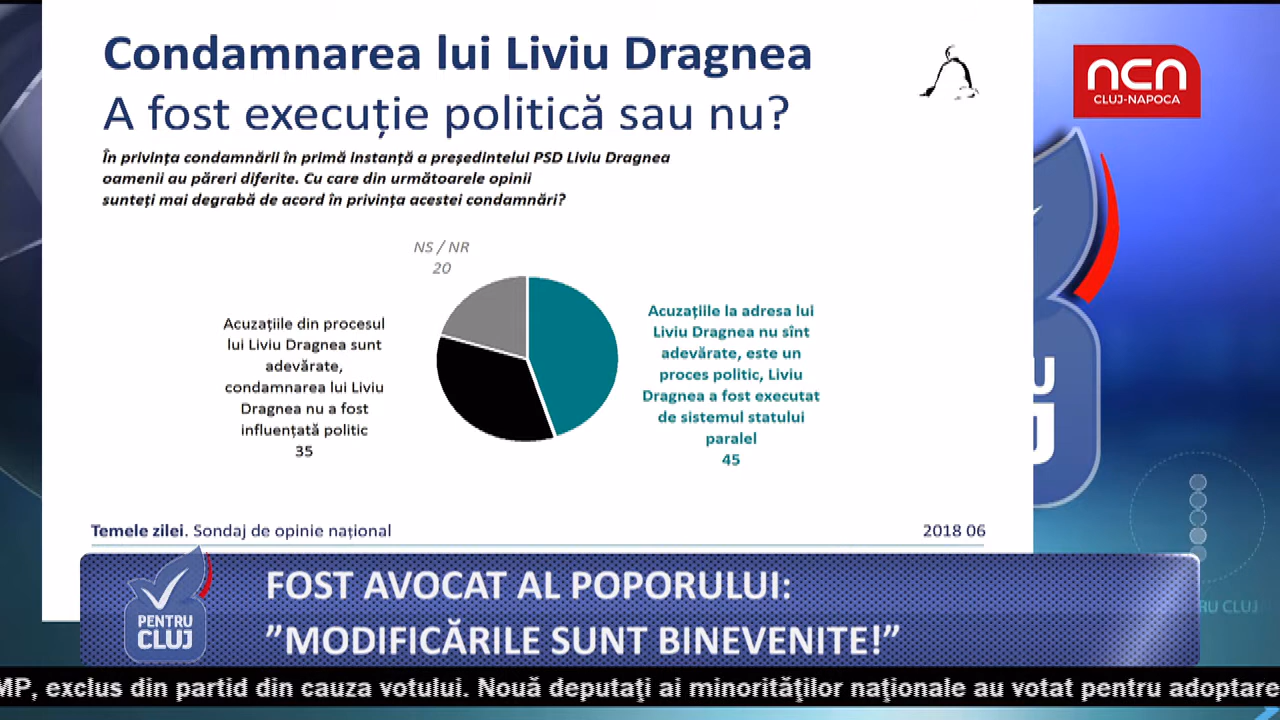 Condamnarea lui Liviu Dragnea
A fost execuție politică sau nu?
În privința condamnării în primă instanță a președintelui PSD Liviu Dragnea
oamenii au păreri diferite. Cu care din următoarele opinii
sunteți mai degrabă de acord în privința acestei condamnări?
NS / NR
20
Acuzațiile din procesul
lui Liviu Dragnea sunt
adevărate,
condamnarea lui Liviu
Dragnea nu a fost
influențată politic
35
Acuzațiile la adresa lui
Liviu Dragnea nu sînt
adevărate, este un
proces politic, Liviu
Dragnea a fost executat
de sistemul statului
paralel
45
Temele zilei. Sondaj de opinie național
2018 06
ncn
CLUJ-NAPOCA
U
J
RU CLUJ
PENTRU
CLUJ
FOST AVOCAT AL POPORULUI:
”MODIFICĂRILE SUNT BINEVENITE!”
MP, exclus din partid din cauza votului. Nouă deputaţi ai minorităţilor naţionale au votat pentru adoptare